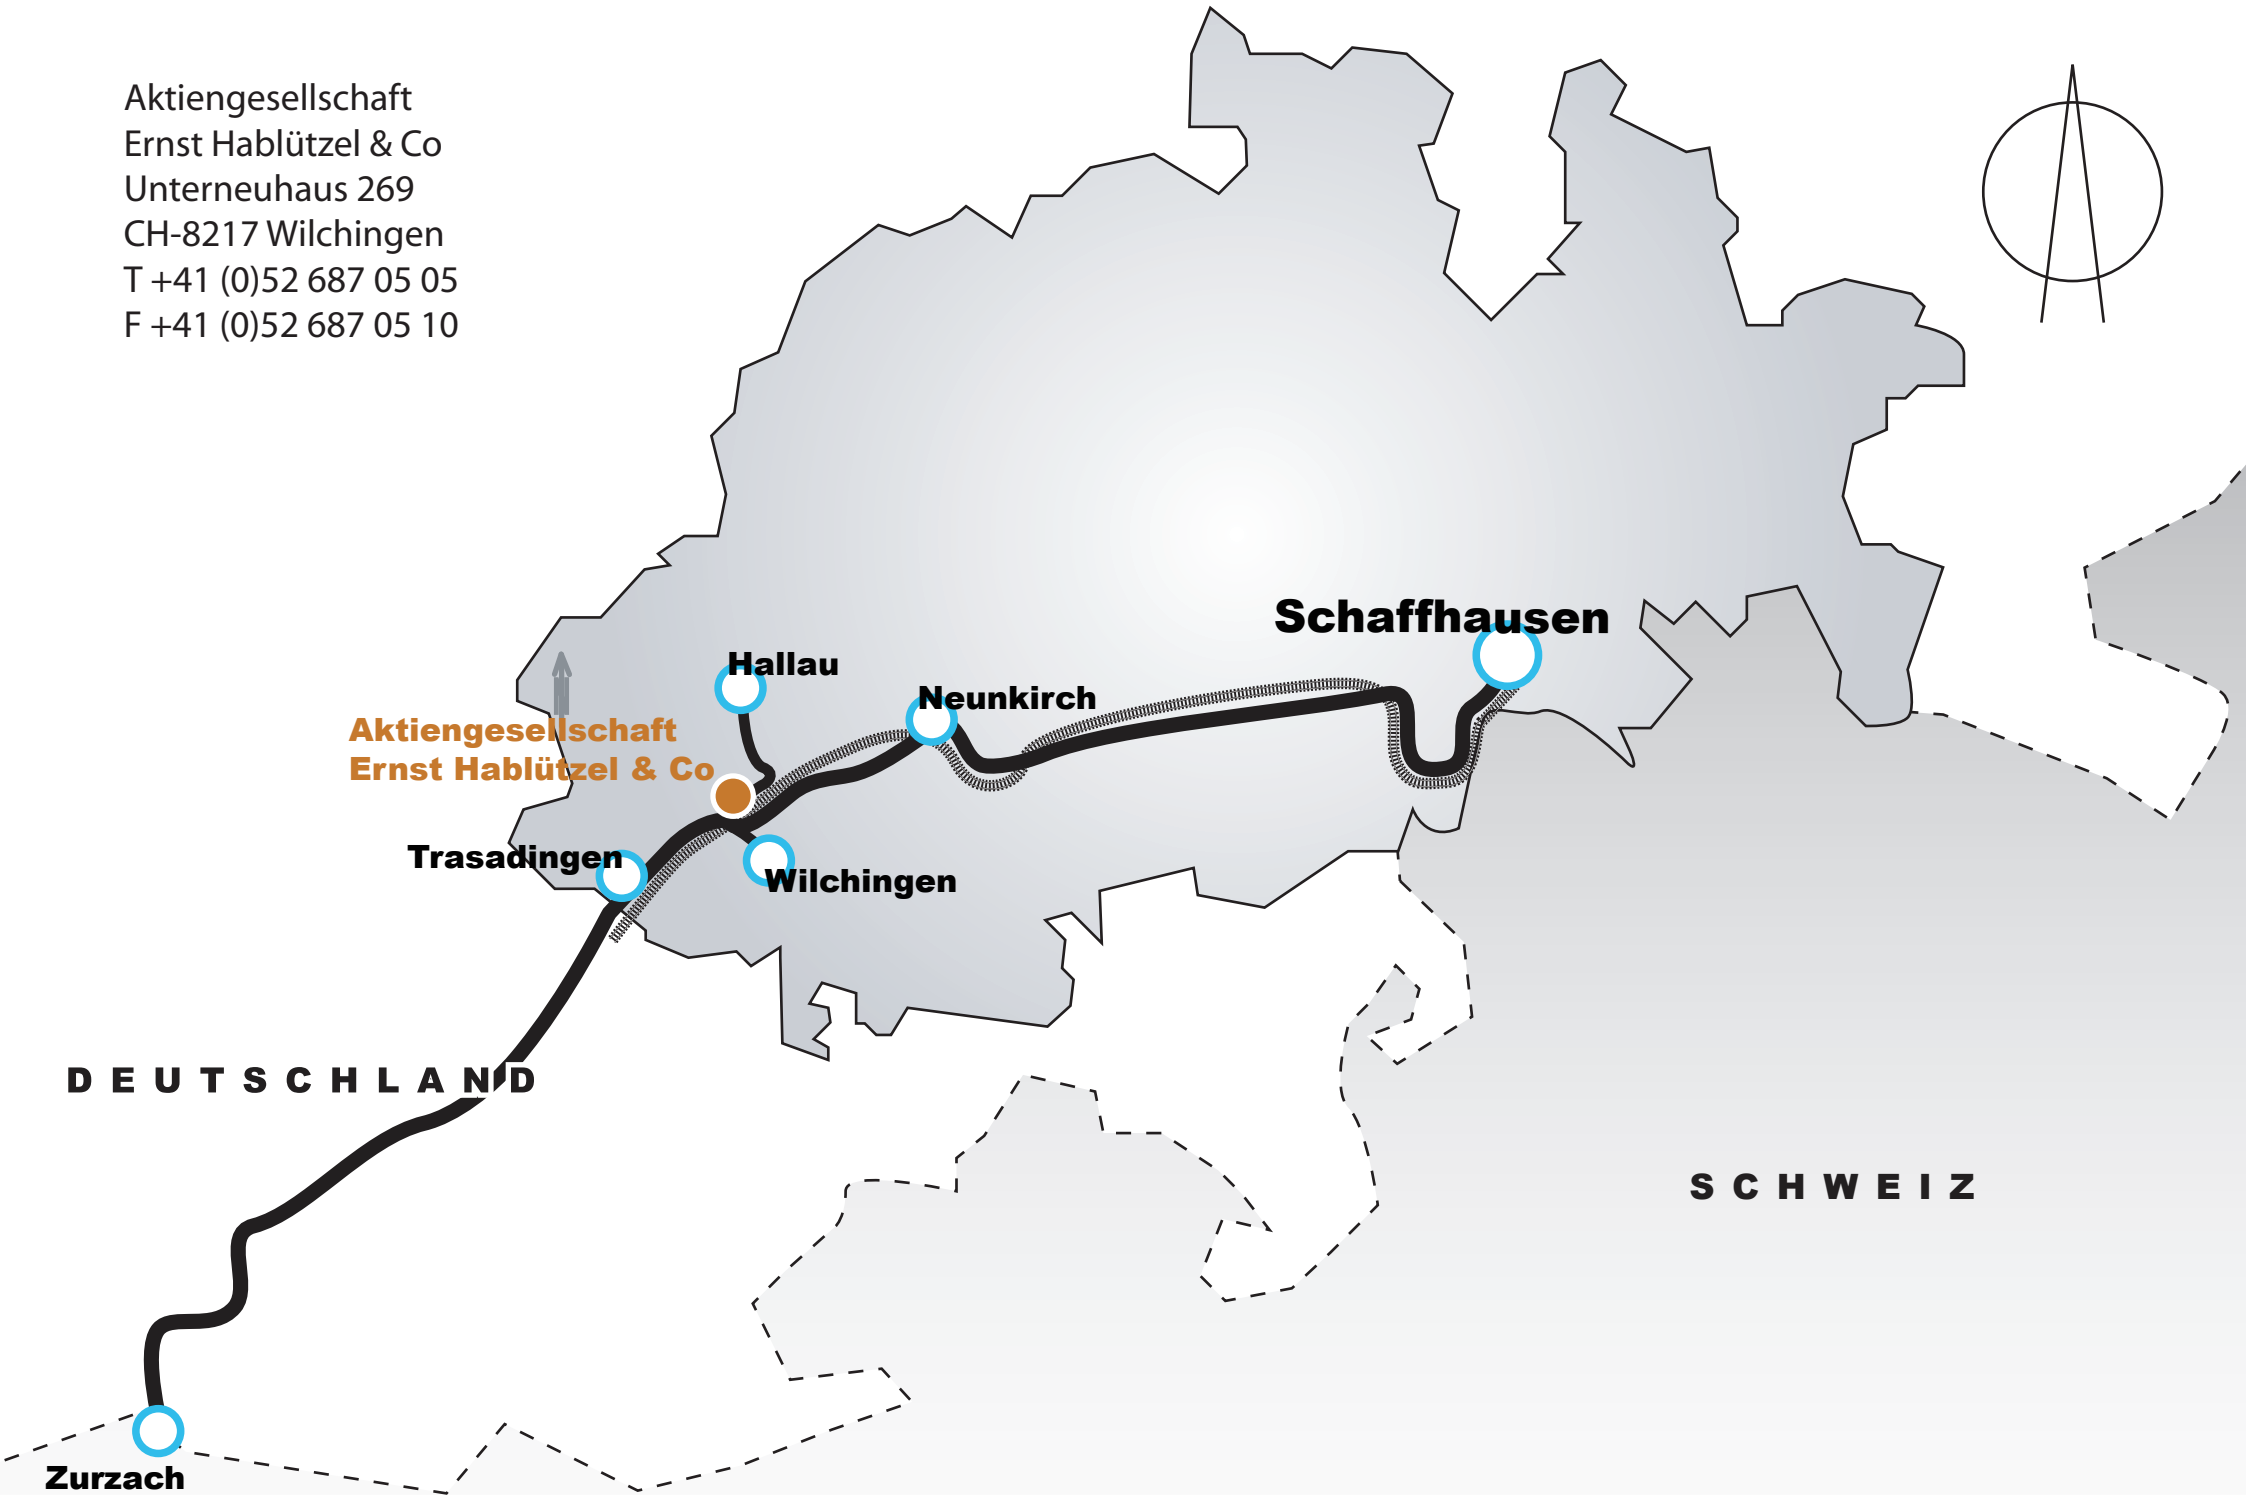 Aktiengesellschaft
Ernst Hablützel & Co
Unterneuhaus 269
CH-8217 Wilchingen
T +41 (0)52 687 05 05
F +41 (0)52 687 05 10
Schaffhausen
Hallau
Neunkirch
Aktiengesellschaft
Ernst Hablützel & Co
Trasadingen
Wilchingen
DEUTSCHLAND
SCHWEIZ
Zurzach